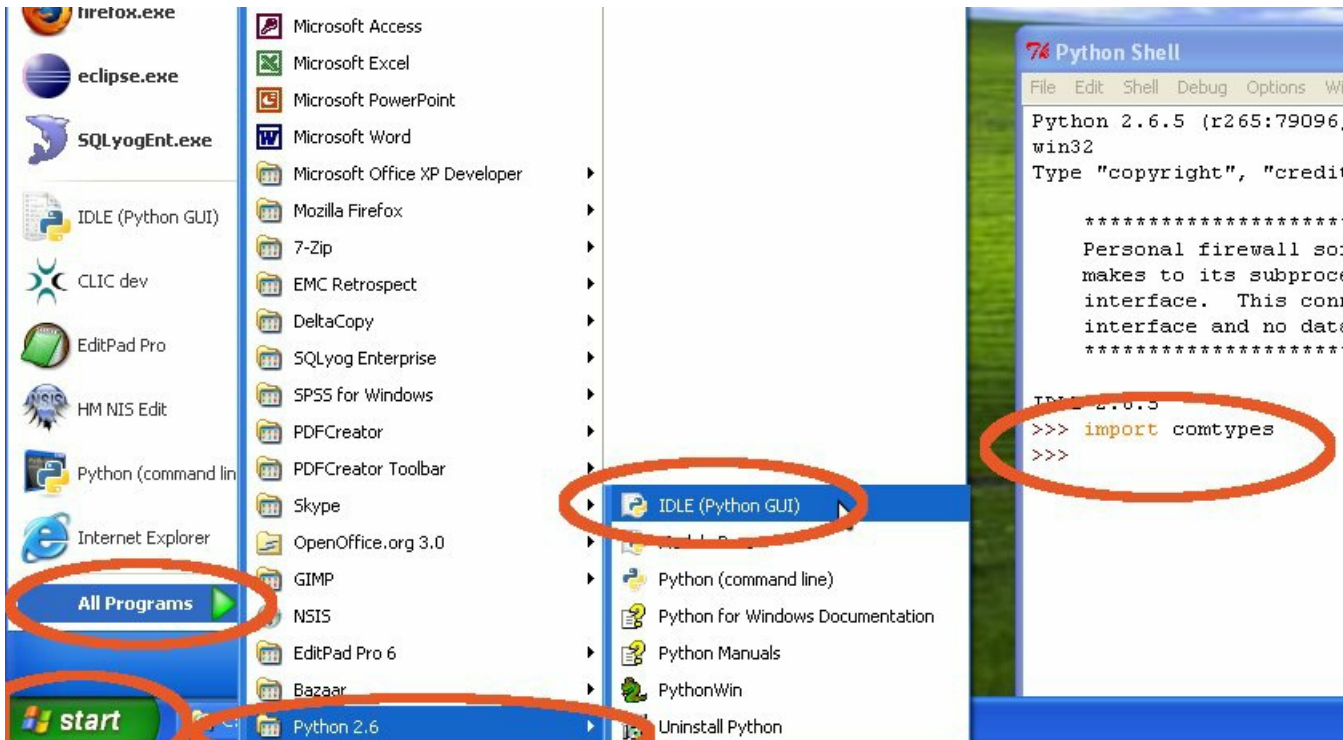 firefox.exe
eclipse.exe
SQLyogEnt.exe
IDLE (Python GUI)
CLIC dev
EditPad Pro
HM NIS Edit
Python (command lin
Internet Explorer
All Programs
start
Microsoft Access
Microsoft Excel
Microsoft PowerPoint
Microsoft Word
Microsoft Office XP Developer
Mozilla Firefox
7-Zip
EMC Retrospect
DeltaCopy
SQLyog Enterprise
SPSS for Windows
PDFCreator
PDFCreator Toolbar
Skype
OpenOffice.org 3.0
GIMP
NSIS
EditPad Pro 6
Bazaar
Python 2.6
IDLE (Python GUI)
Python (command line)
Python for Windows Documentation
Python Manuals
PythonWin
Uninstall Python
Python Shell
File Edit Shell Debug Options Wi
Python 2.6.5 (r265:79096,
win32
Type "copyright", "credit
*********************
Personal firewall so
makes to its subproce
interface. This con
interface and no data
*********************
IDLE 2.6.5
>>> import comtypes
>>>